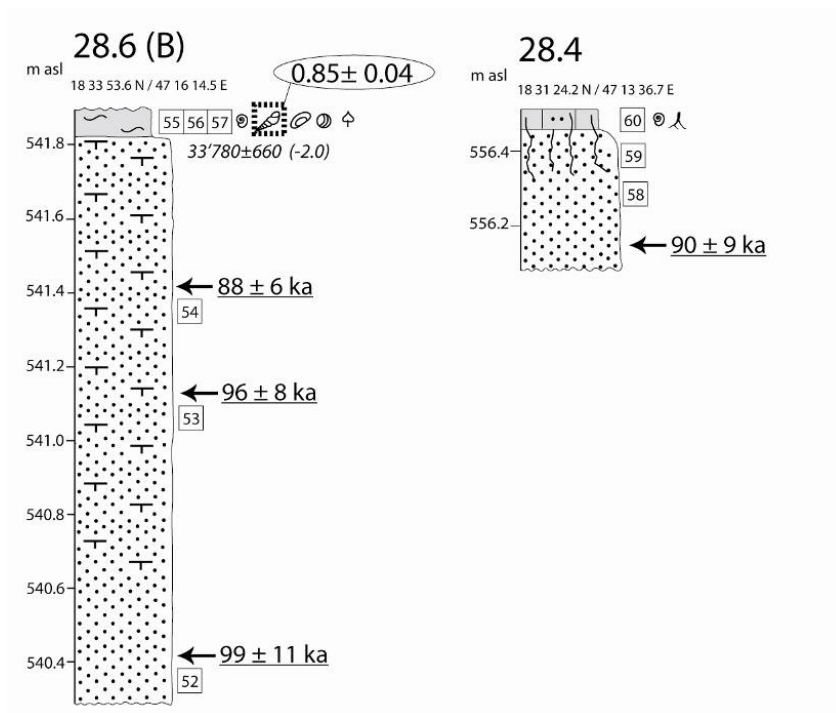 28.6 (B)
m asl
18 33 53.6 N / 47 16 14.5 E
0.85± 0.04
55 56 57
33'780±660 (-2.0)
541.8
541.6
541.4
88 ± 6 ka
54
541.2
96 ± 8 ka
53
541.0
540.8
540.6
540.4
99 ± 11 ka
52
28.4
m asl
18 31 24.2 N / 47 13 36.7 E
60
59
556.4
58
556.2
90 ± 9 ka